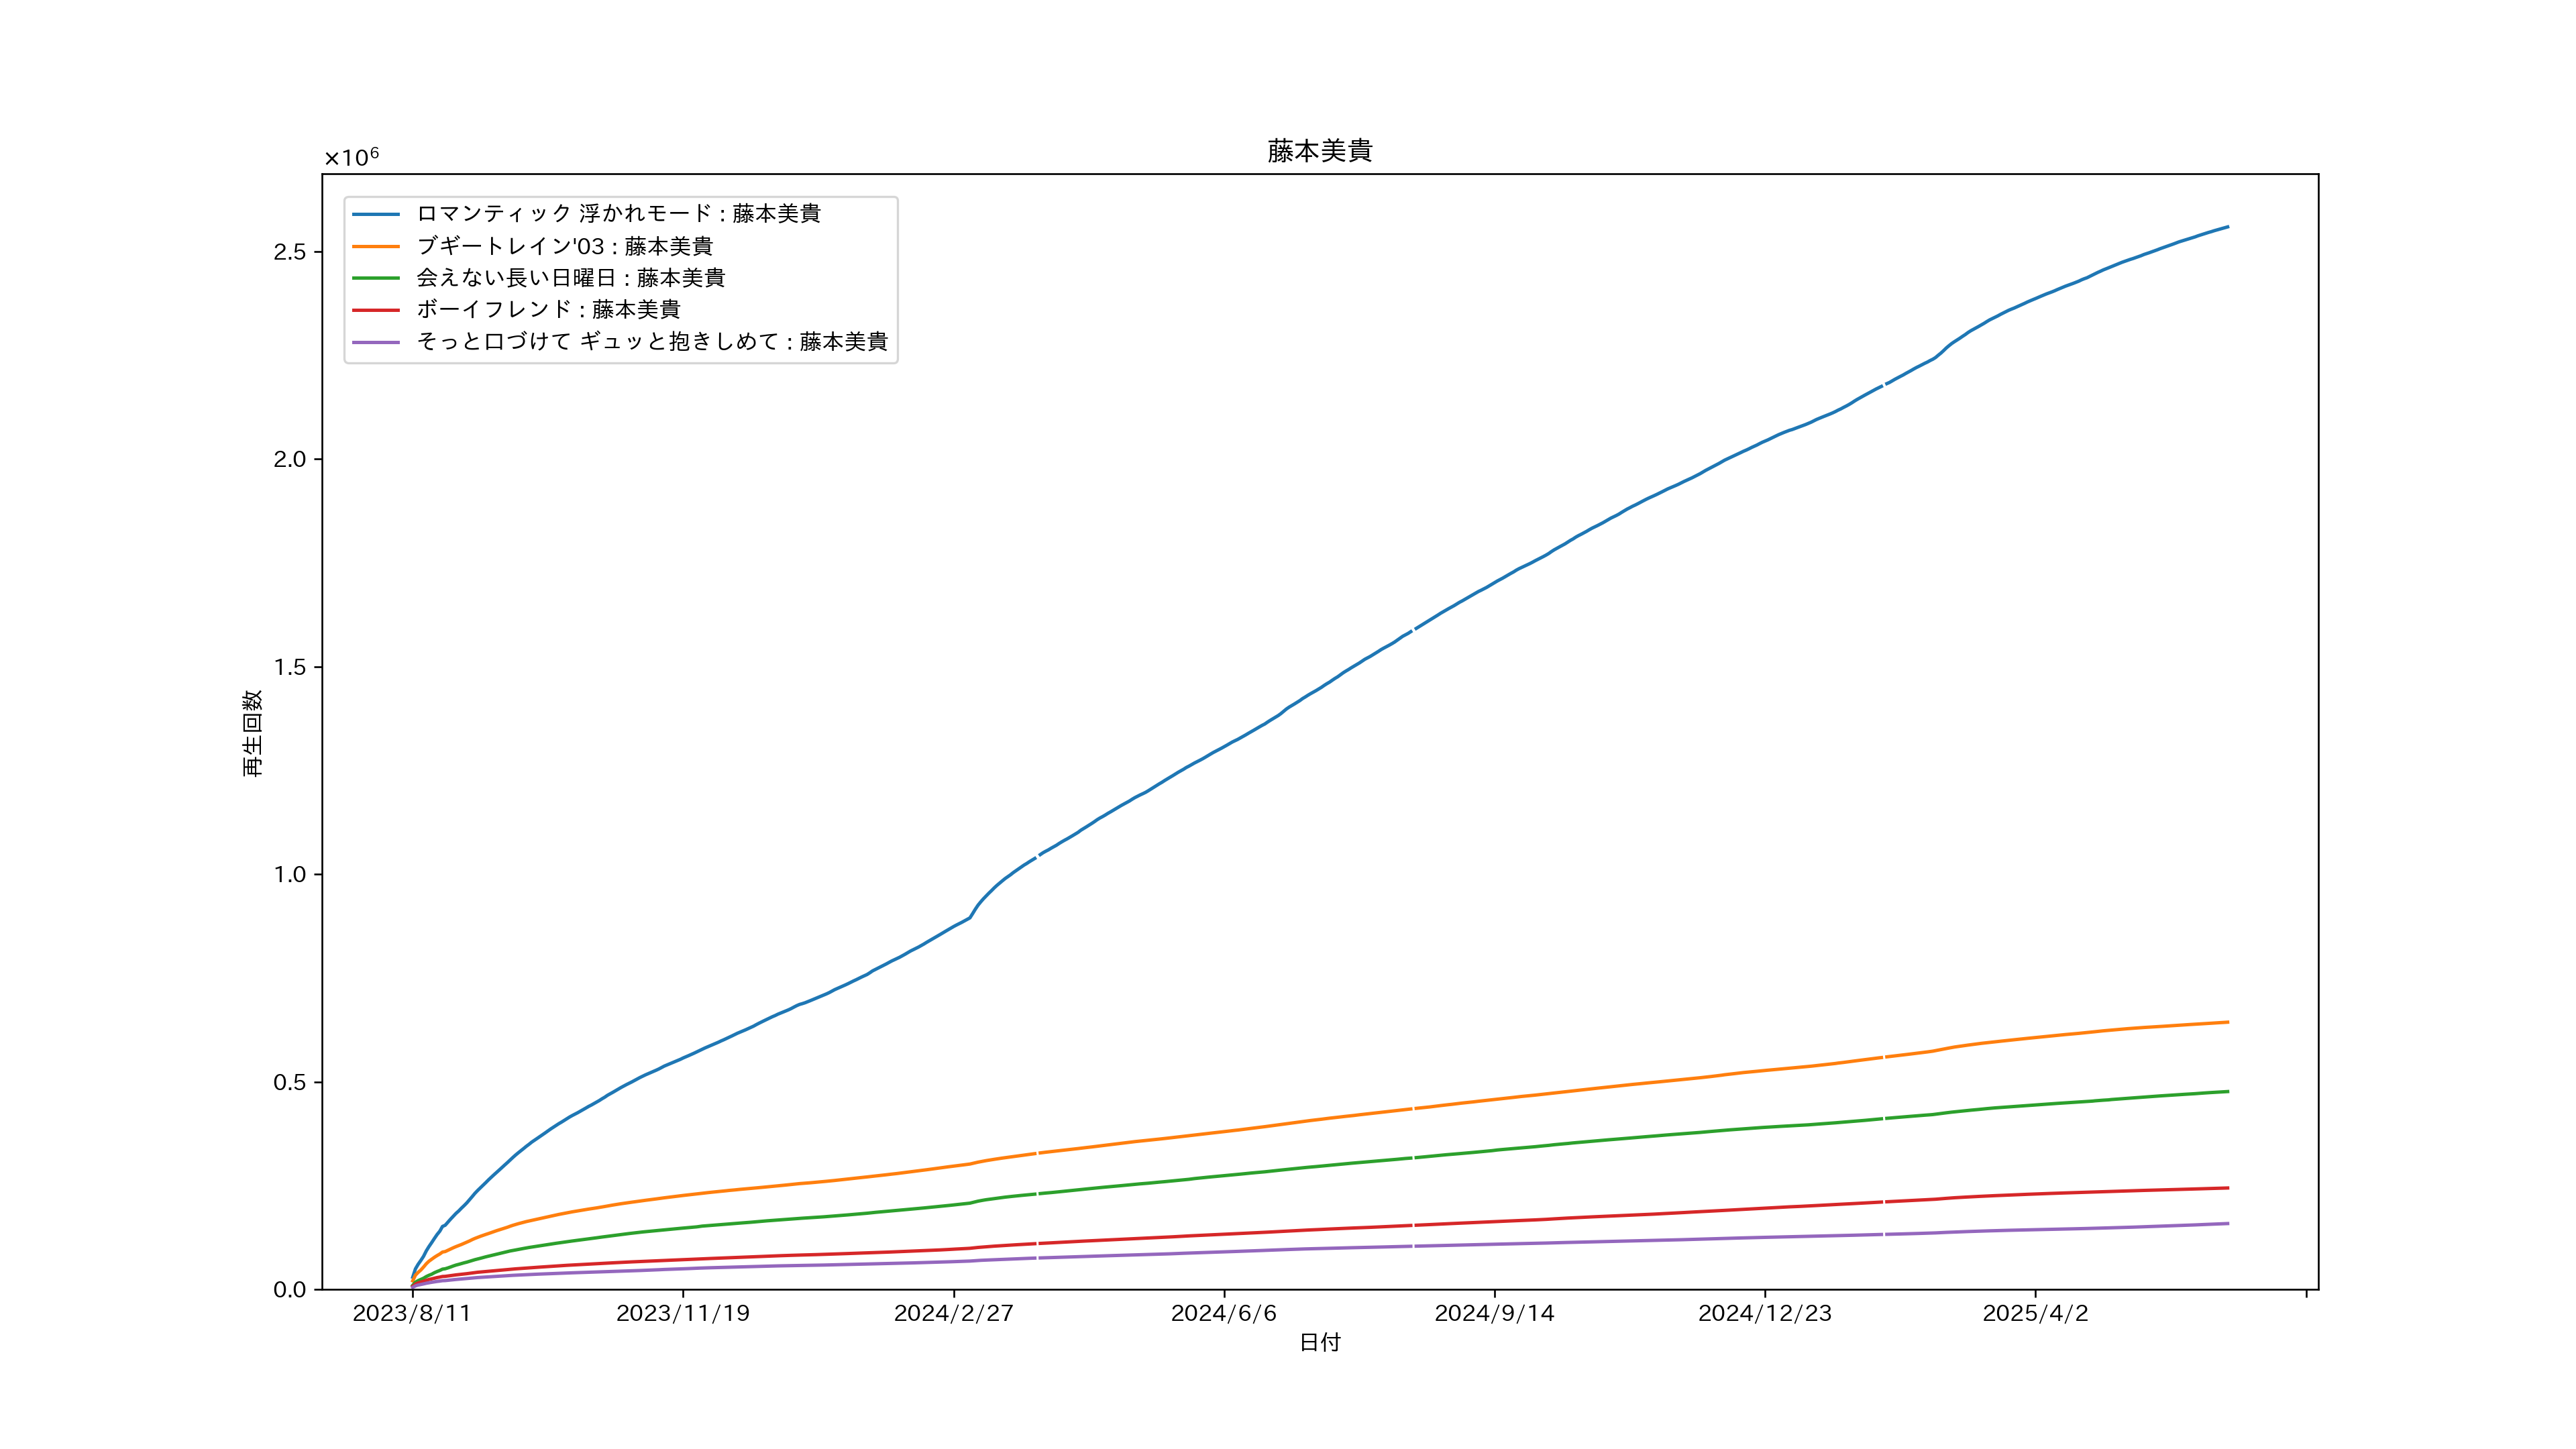 藤本美貴
×10⁶
ロマンティック 浮かれモード : 藤本美貴
ブギートレイン'03 : 藤本美貴
会えない長い日曜日 : 藤本美貴
ボーイフレンド : 藤本美貴
そっと口づけて ギュッと抱きしめて : 藤本美貴
2.5
2.0
1.5
1.0
0.5
0.0
再生回数
2023/8/11 2023/11/19 2024/2/27 2024/6/6 2024/9/14 2024/12/23 2025/4/2
日付